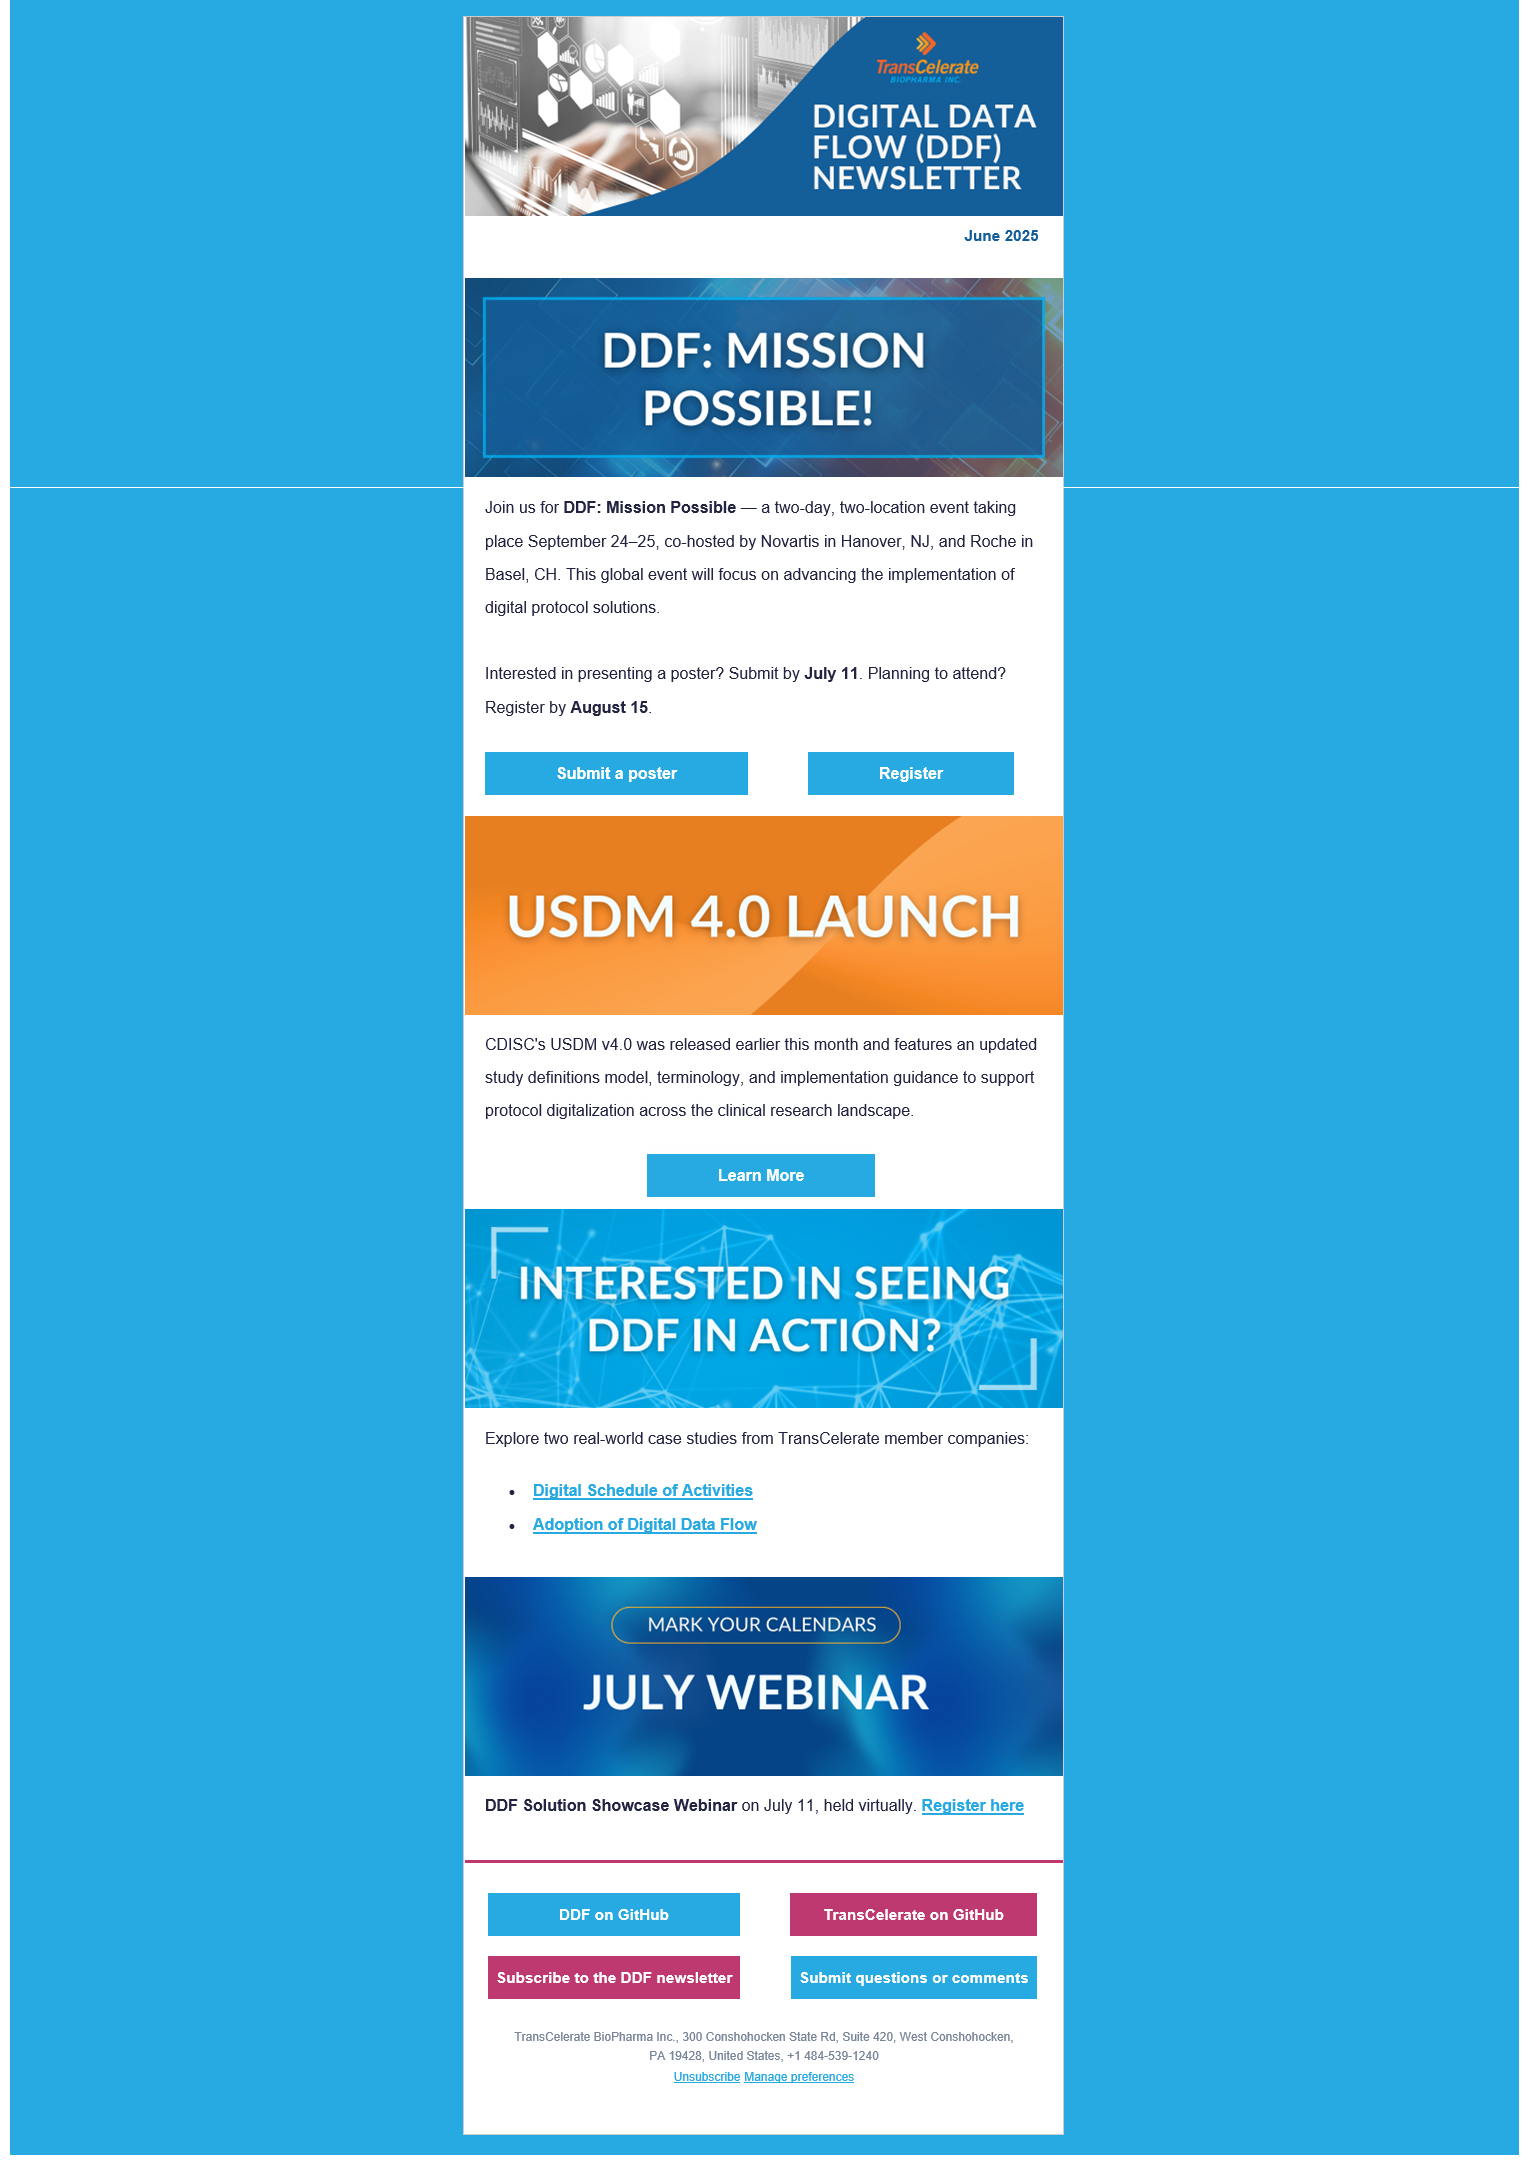 TransCelerate
BIOPHARMA INC.
DIGITAL DATA
FLOW (DDF)
NEWSLETTER
June 2025
DDF: MISSION
POSSIBLE!
Join us for DDF: Mission Possible — a two-day, two-location event taking
place September 24–25, co-hosted by Novartis in Hanover, NJ, and Roche in
Basel, CH. This global event will focus on advancing the implementation of
digital protocol solutions.
Interested in presenting a poster? Submit by July 11. Planning to attend?
Register by August 15.
Submit a poster
Register
USDM 4.0 LAUNCH
CDISC's USDM v4.0 was released earlier this month and features an updated
study definitions model, terminology, and implementation guidance to support
protocol digitalization across the clinical research landscape.
Learn More
INTERESTED IN SEEING
DDF IN ACTION?
Explore two real-world case studies from TransCelerate member companies:
• Digital Schedule of Activities
• Adoption of Digital Data Flow
MARK YOUR CALENDARS
JULY WEBINAR
DDF Solution Showcase Webinar on July 11, held virtually. Register here
DDF on GitHub
TransCelerate on GitHub
Subscribe to the DDF newsletter
Submit questions or comments
TransCelerate BioPharma Inc., 300 Conshohocken State Rd, Suite 420, West Conshohocken,
PA 19428, United States, +1 484-539-1240
Unsubscribe Manage preferences